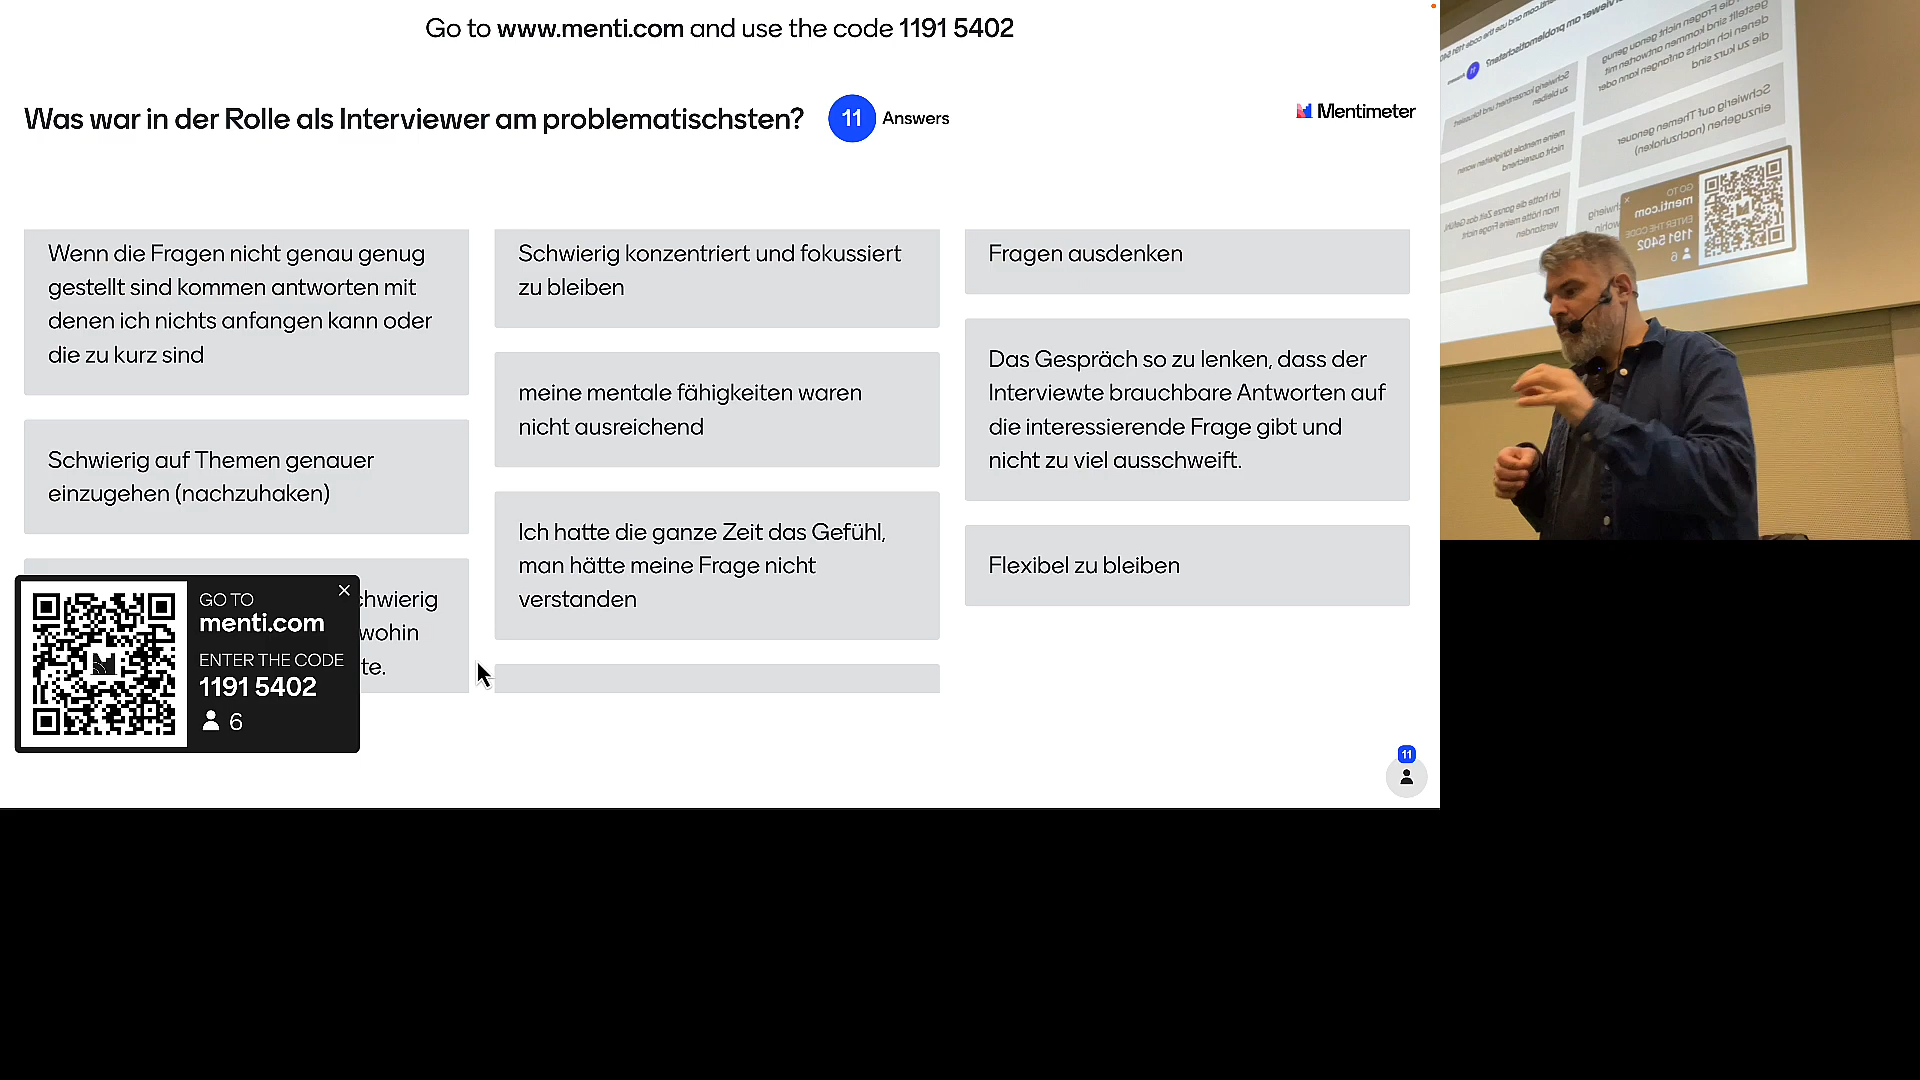 Go to www.menti.com and use the code 1191 5402
Was war in der Rolle als Interviewer am problematischsten?
11 Answers
Mentimeter
Wenn die Fragen nicht genau genug
gestellt sind kommen antworten mit
denen ich nichts anfangen kann oder
die zu kurz sind
Schwierig auf Themen genauer
einzugehen (nachzuhaken)
wohin
te.
Schwierig konzentriert und fokussiert
zu bleiben
meine mentale fähigkeiten waren
nicht ausreichend
Ich hatte die ganze Zeit das Gefühl,
man hätte meine Frage nicht
verstanden
Fragen ausdenken
Das Gespräch so zu lenken, dass der
Interviewte brauchbare Antworten auf
die interessierende Frage gibt und
nicht zu viel ausschweift.
Flexibel zu bleiben
GO TO
menti.com
ENTER THE CODE
1191 5402
6
11